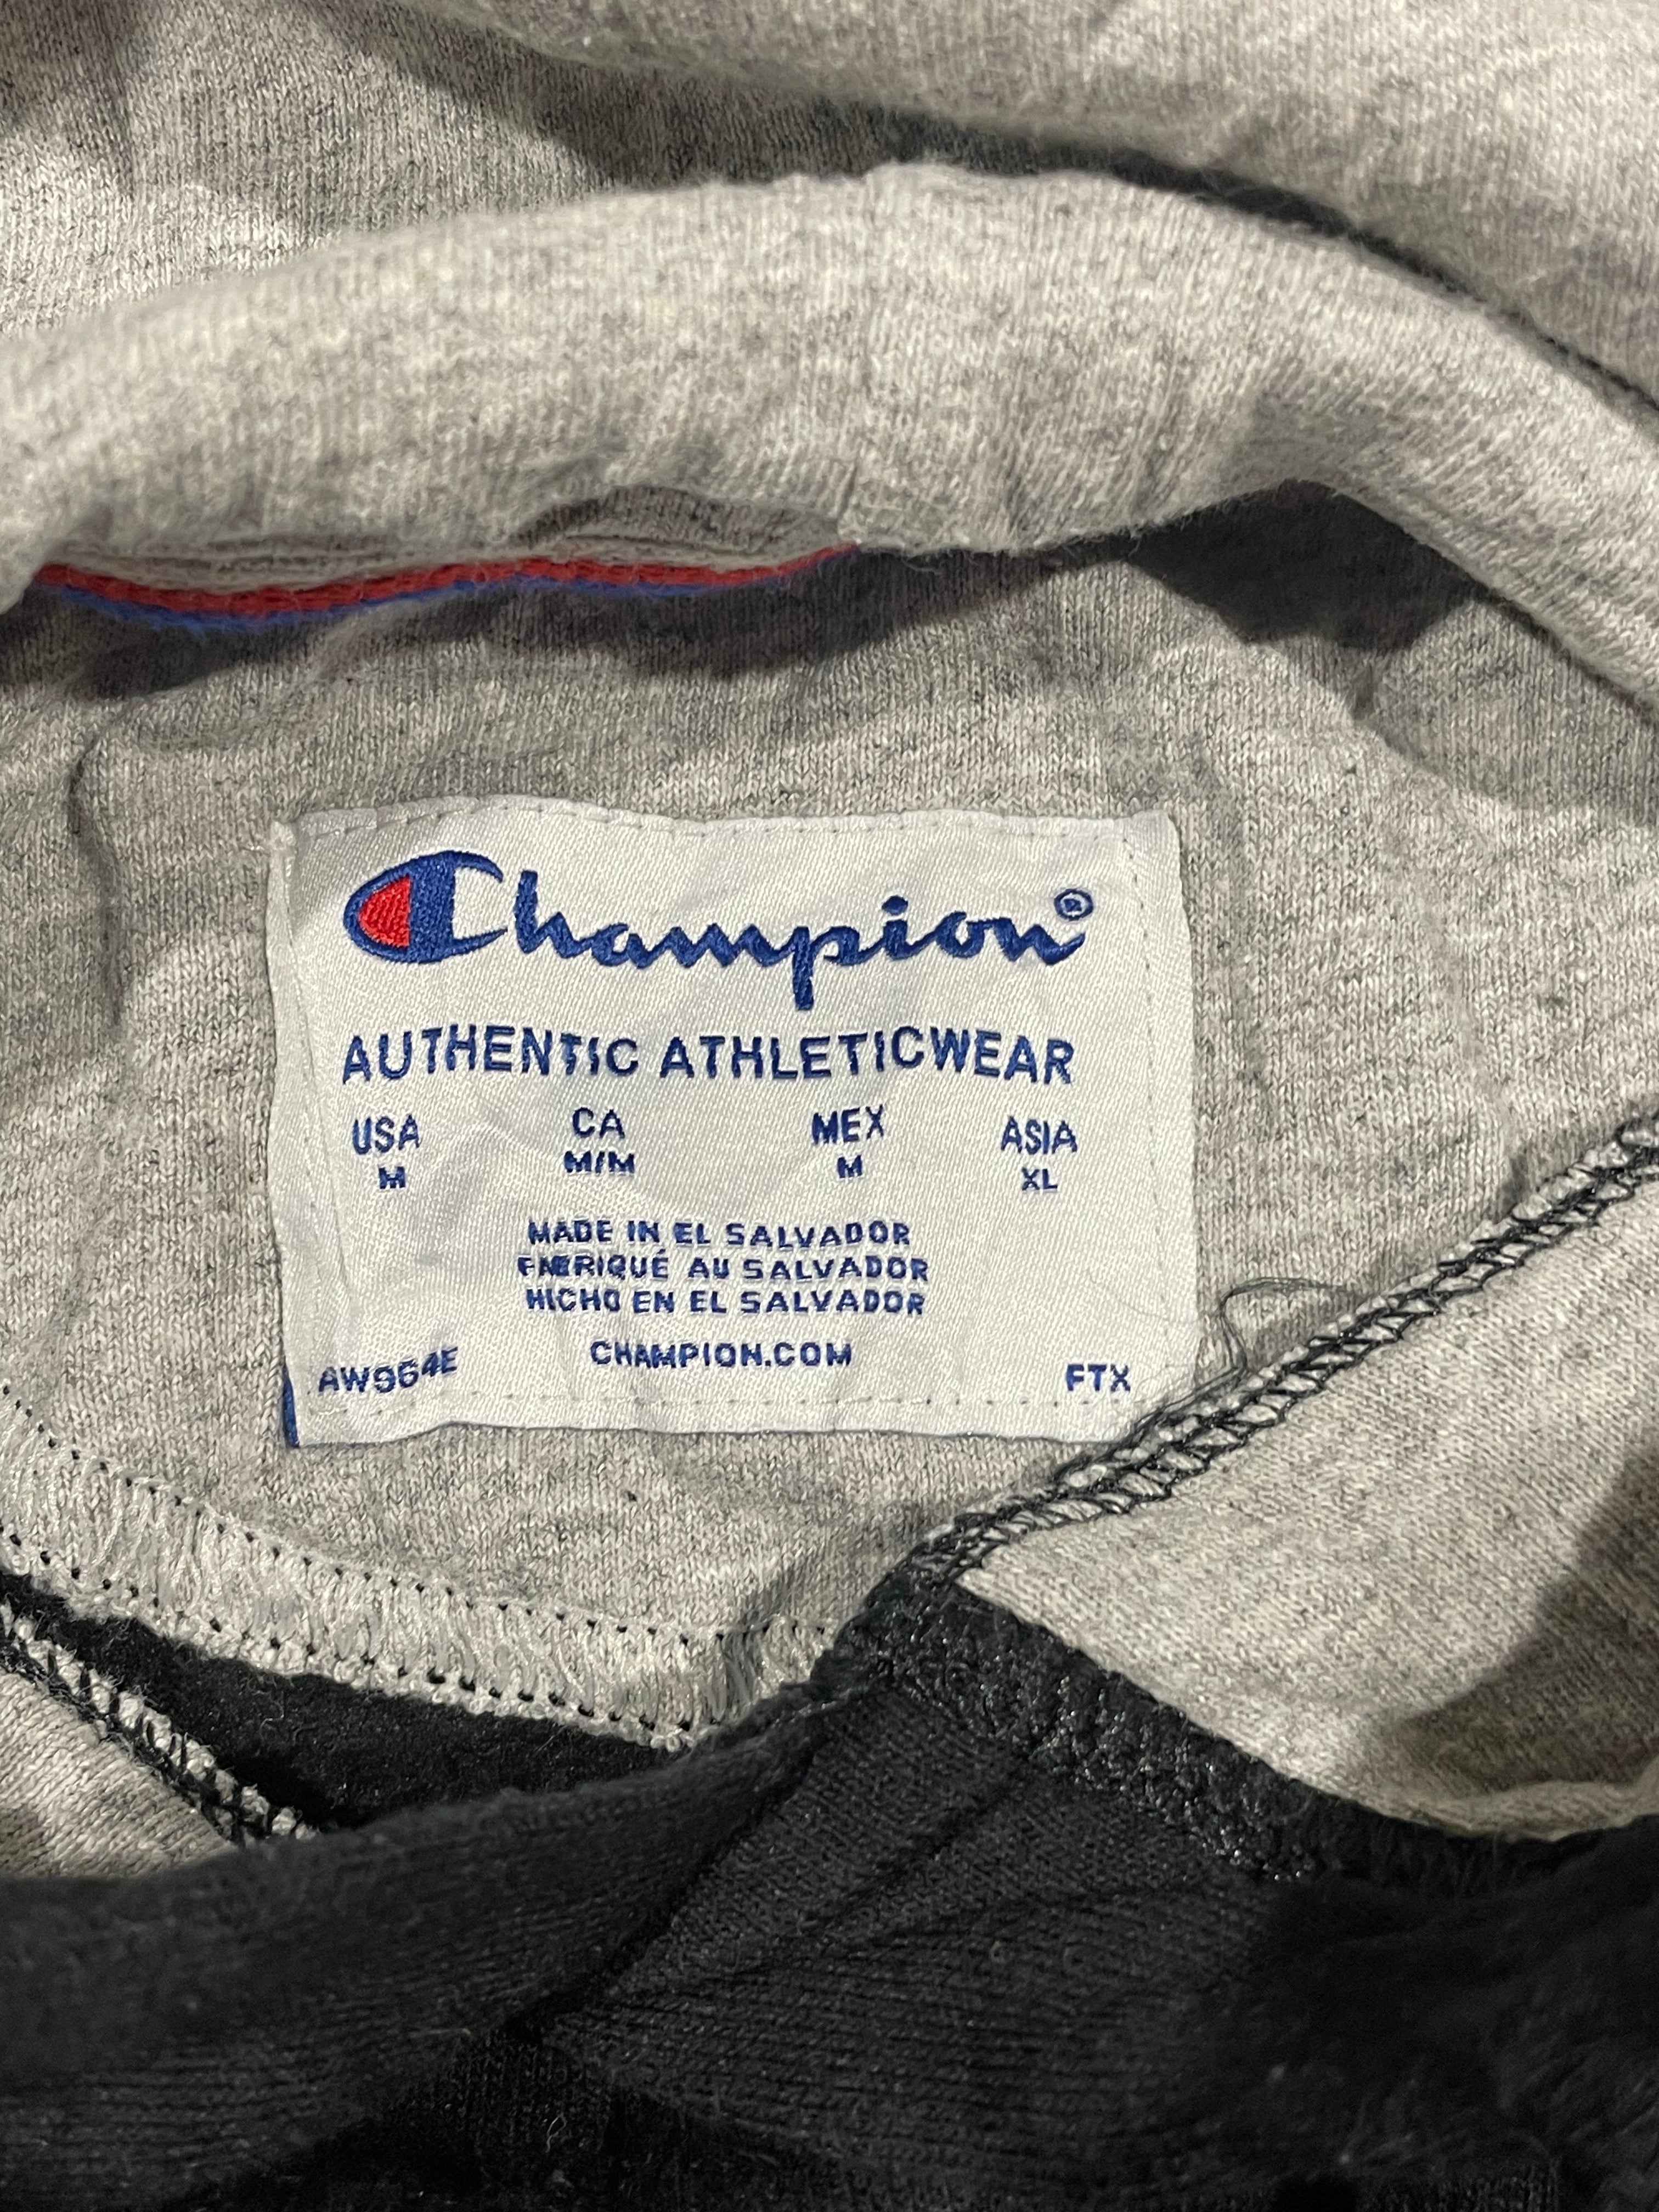 Champion®
AUTHENTIC ATHLETICWEAR
USA CA MEX ASIA
M M/M M XL
MADE IN EL SALVADOR
FABRIQUÉ AU SALVADOR
HICHO EN EL SALVADOR
CHAMPION.COM
AW964E FTX